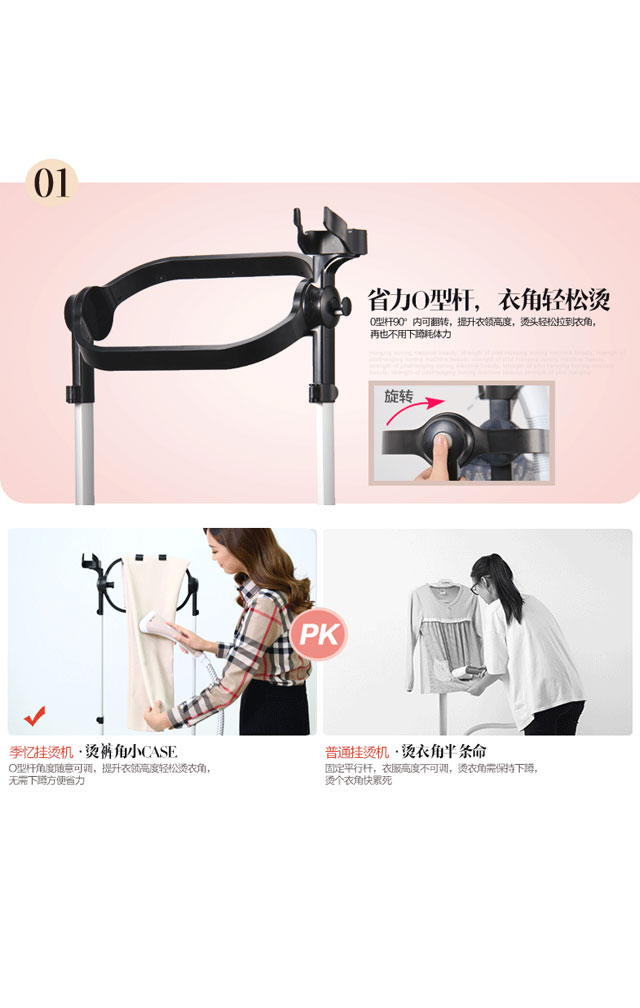 01
省力O型杆，衣角轻松烫
O型杆90°内可翻转，提升衣领高度，烫头轻松拉到衣角，
再也不用下蹲耗体力
旋转
PK
季忆挂烫机·烫裤角小CASE
O型杆角度随意可调，提升衣领高度轻松烫衣角，
无需下蹲方便省力
普通挂烫机·烫衣角半条命
固定平行杆，衣服高度不可调，烫衣角需保持下蹲，
烫个衣角快累死